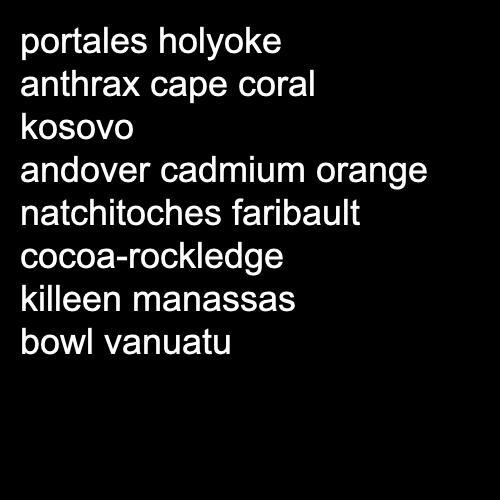 portales holyoke
anthrax cape coral
kosovo
andover cadmium orange
natchitoches faribault
cocoa-rockledge
killeen manassas
bowl vanuatu